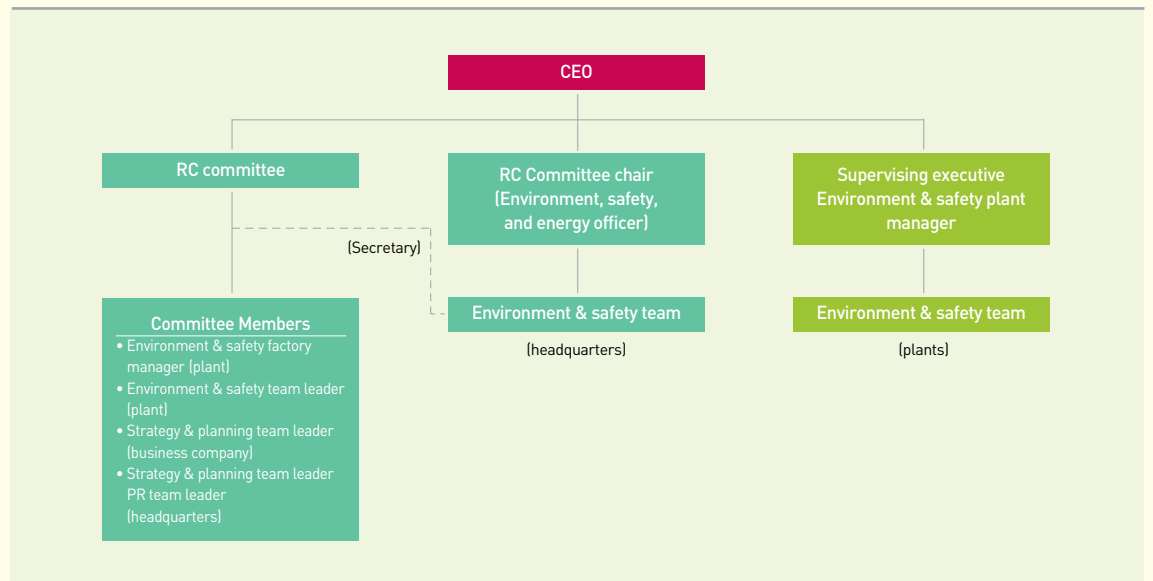 CEO
RC committee
RC Committee chair
(Environment, safety,
and energy officer)
Supervising executive
Environment & safety plant
manager
(Secretary)
Committee Members
• Environment & safety factory
manager (plant)
• Environment & safety team leader
(plant)
• Strategy & planning team leader
(business company)
• Strategy & planning team leader
PR team leader
(headquarters)
Environment & safety team
(headquarters)
Environment & safety team
(plants)